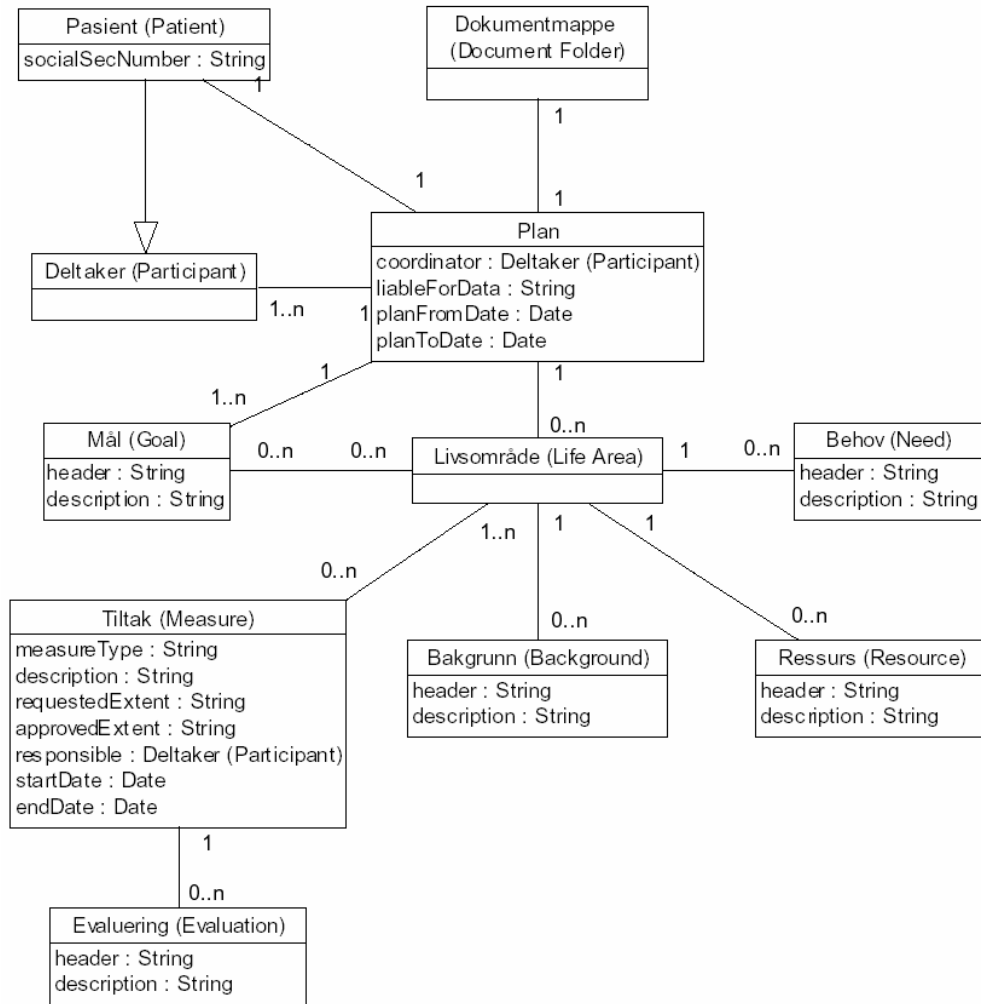 Pasient (Patient)
socialSecNumber : String
Dokumentmappe
(Document Folder)
1
1
1
1
Plan
coordinator : Deltaker (Participant)
liableForData : String
planFromDate : Date
planToDate : Date
Deltaker (Participant)
1..n
1
1
1..n
1
0..n
Mål (Goal)
header : String
description : String
0..n
0..n
Livsområde (Life Area)
1
0..n
Behov (Need)
header : String
description : String
1..n
1
1
0..n
0..n
0..n
Tiltak (Measure)
measureType : String
description : String
requestedExtent : String
approvedExtent : String
responsible : Deltaker (Participant)
startDate : Date
endDate : Date
Bakgrunn (Background)
header : String
description : String
Ressurs (Resource)
header : String
description : String
1
0..n
Evaluering (Evaluation)
header : String
description : String